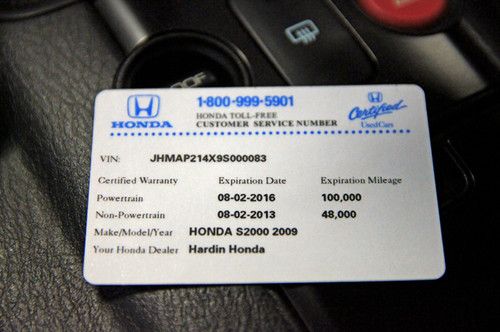 1-800-999-5901
HONDA TOLL-FREE
HONDA CUSTOMER SERVICE NUMBER
Certified
UsedCars
VIN: JHMAP214X9S000083
Certified Warranty Expiration Date Expiration Mileage
Powertrain 08-02-2016 100,000
Non-Powertrain 08-02-2013 48,000
Make/Model/Year HONDA S2000 2009
Your Honda Dealer Hardin Honda